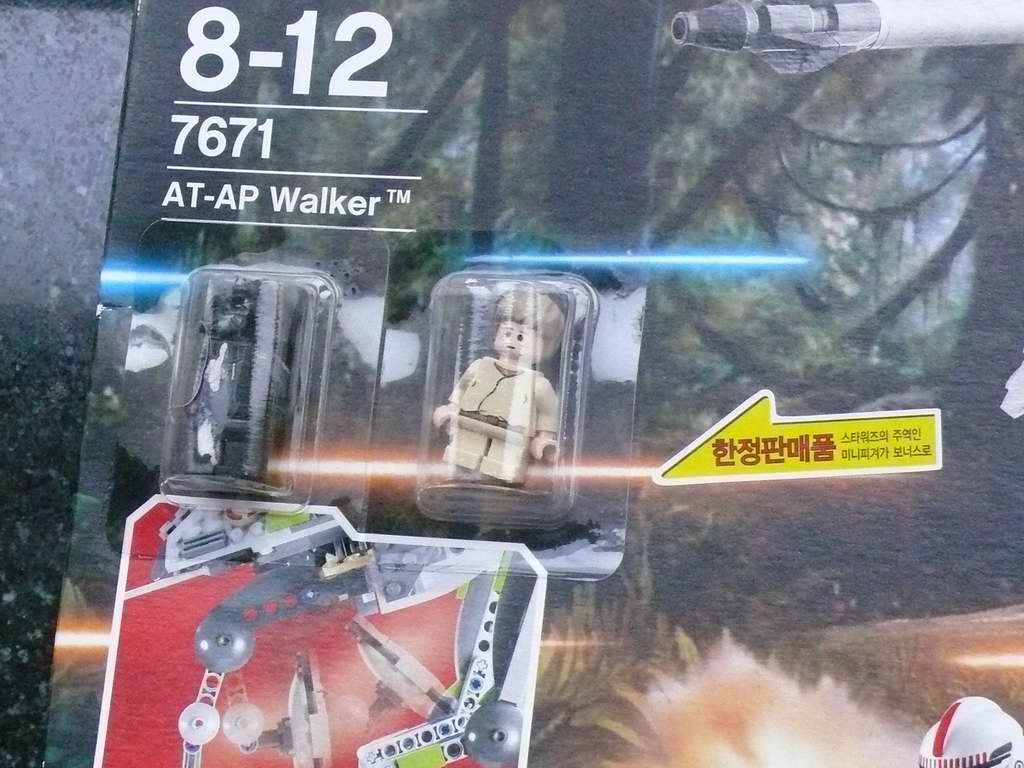 8-12
7671
AT-AP Walker™
한정판매품
스타워즈의 주역인
미니피겨가 보너스로